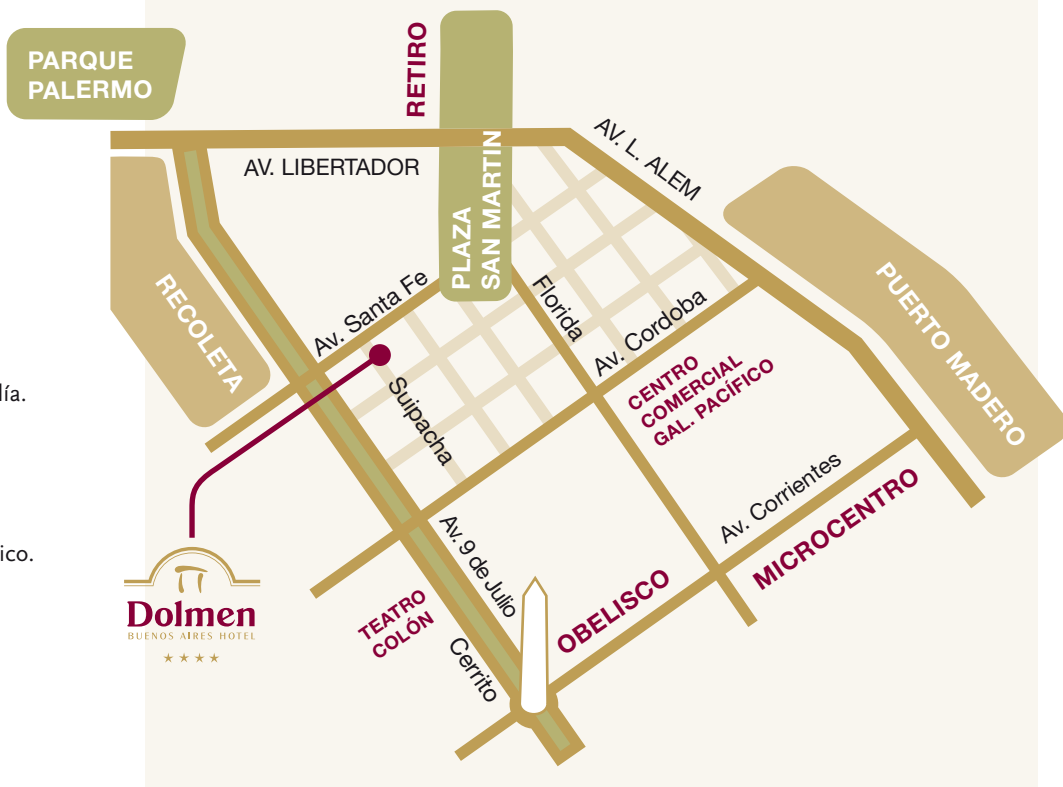 PARQUE
PALERMO
RETIRO
AV. LIBERTADOR
PLAZA
SAN MARTIN
AV. L. ALEM
RECOLETA
PUERTO MADERO
Av. Santa Fe
Florida
Av. Cordoba
Suipacha
CENTRO
COMERCIAL
GAL. PACÍFICO
Av. Corrientes
MICROCENTRO
Av. 9 de Julio
OBELISCO
TEATRO
COLÓN
Cerrito
ía.
ico.
Dolmen
BUENOS AIRES HOTEL